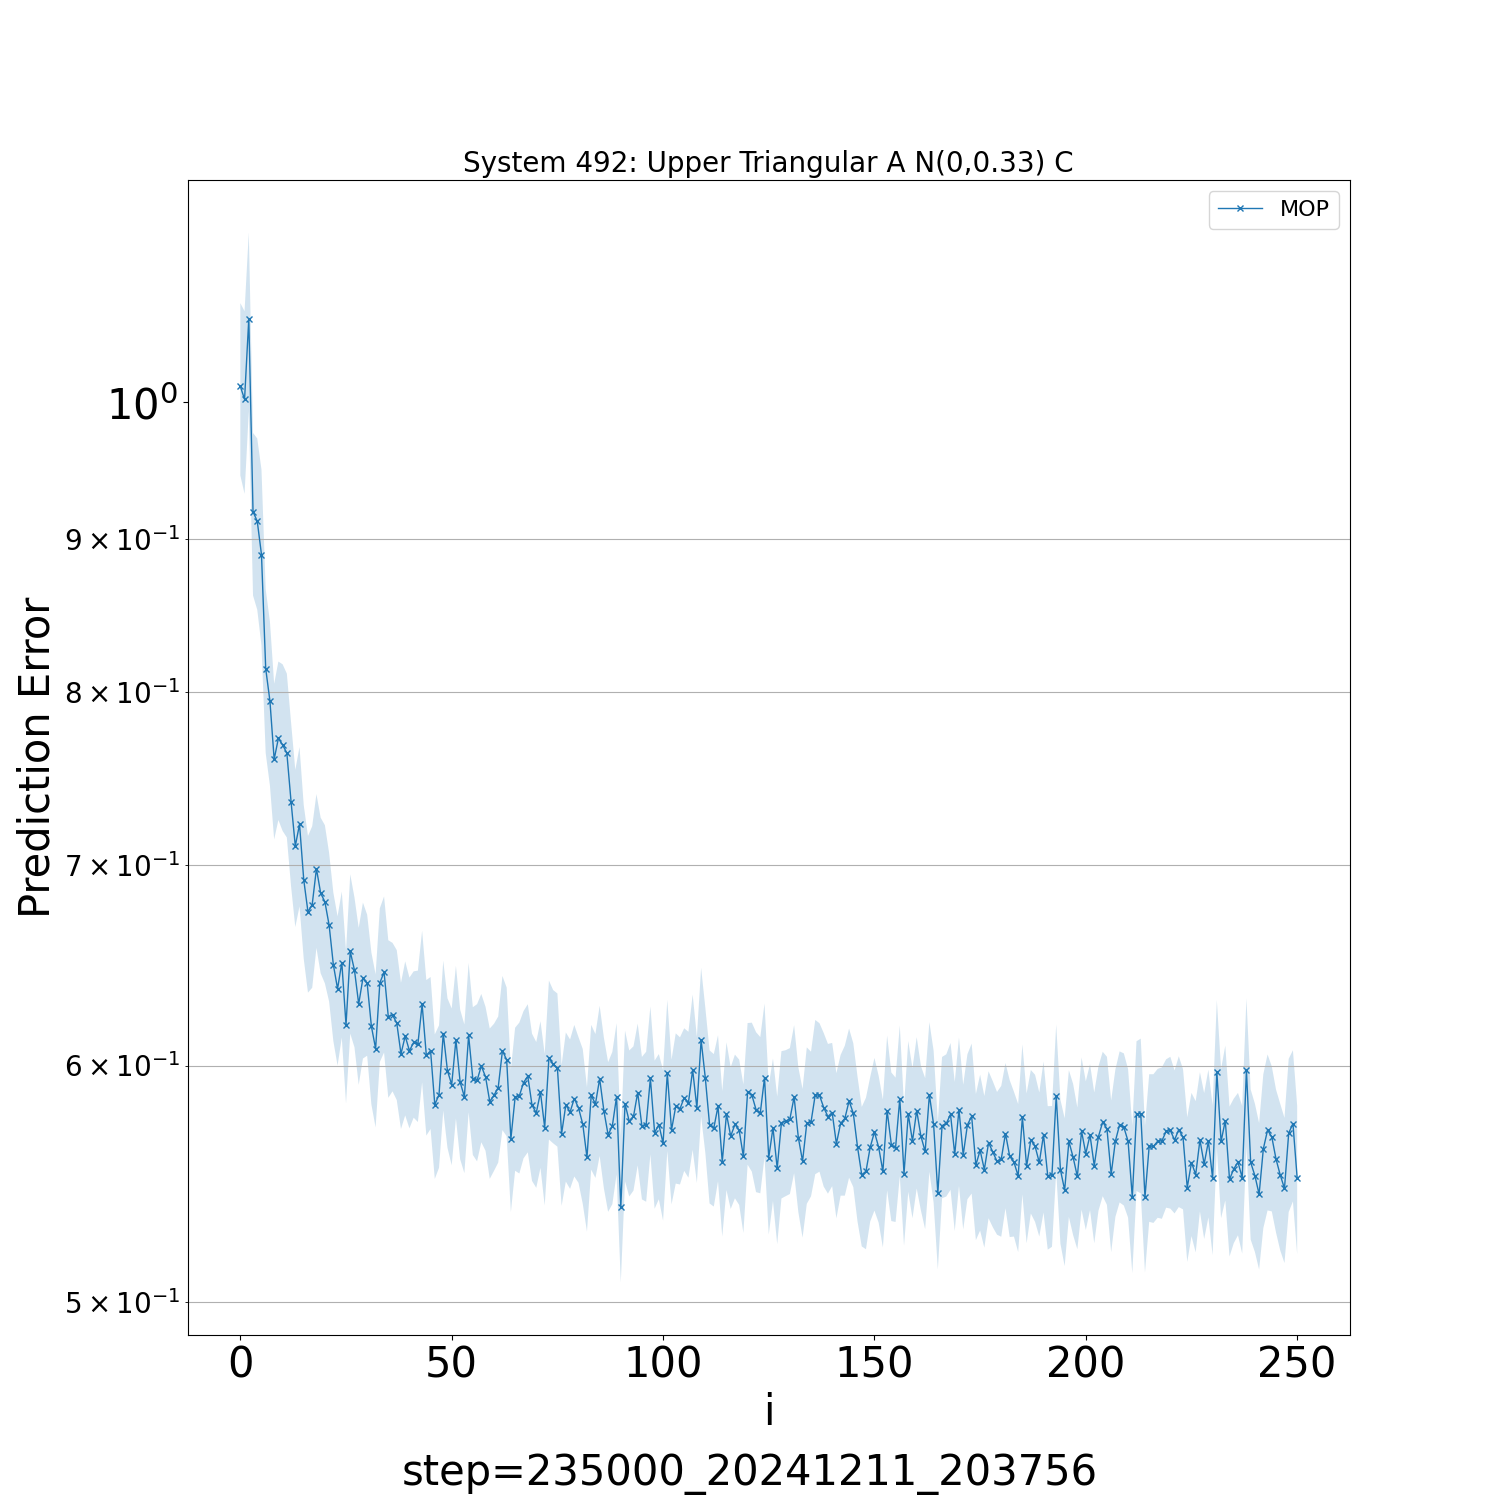 System 492: Upper Triangular A N(0,0.33) C
MOP
Prediction Error
10⁰
9 × 10⁻¹
8 × 10⁻¹
7 × 10⁻¹
6 × 10⁻¹
5 × 10⁻¹
0 50 100 150 200 250
i
step=235000_20241211_203756